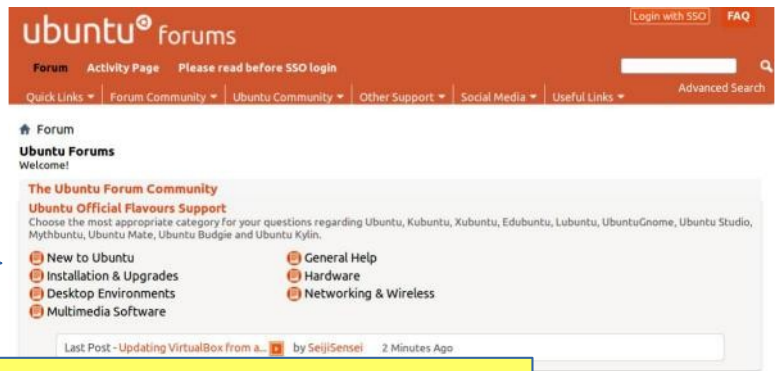 ubuntu® forums
Login with SSO FAQ
Forum Activity Page Please read before SSO login
Quick Links Forum Community Ubuntu Community Other Support Social Media Useful Links Advanced Search
Forum
Ubuntu Forums
Welcome!
The Ubuntu Forum Community
Ubuntu Official Flavours Support
Choose the most appropriate category for your questions regarding Ubuntu, Kubuntu, Xubuntu, Edubuntu, Lubuntu, UbuntuGnome, Ubuntu Studio,
Mythbuntu, Ubuntu Mate, Ubuntu Budgie and Ubuntu Kylin.
New to Ubuntu
Installation & Upgrades
Desktop Environments
Multimedia Software
General Help
Hardware
Networking & Wireless
Last Post - Updating VirtualBox from a... by SeijiSensei 2 Minutes Ago